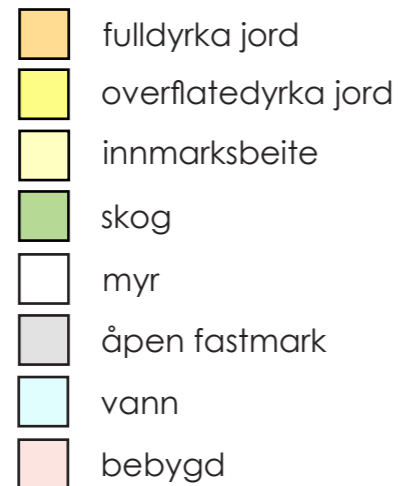 fulldyrka jord
overflatedyrka jord
innmarksbeite
skog
myr
åpen fastmark
vann
bebygd